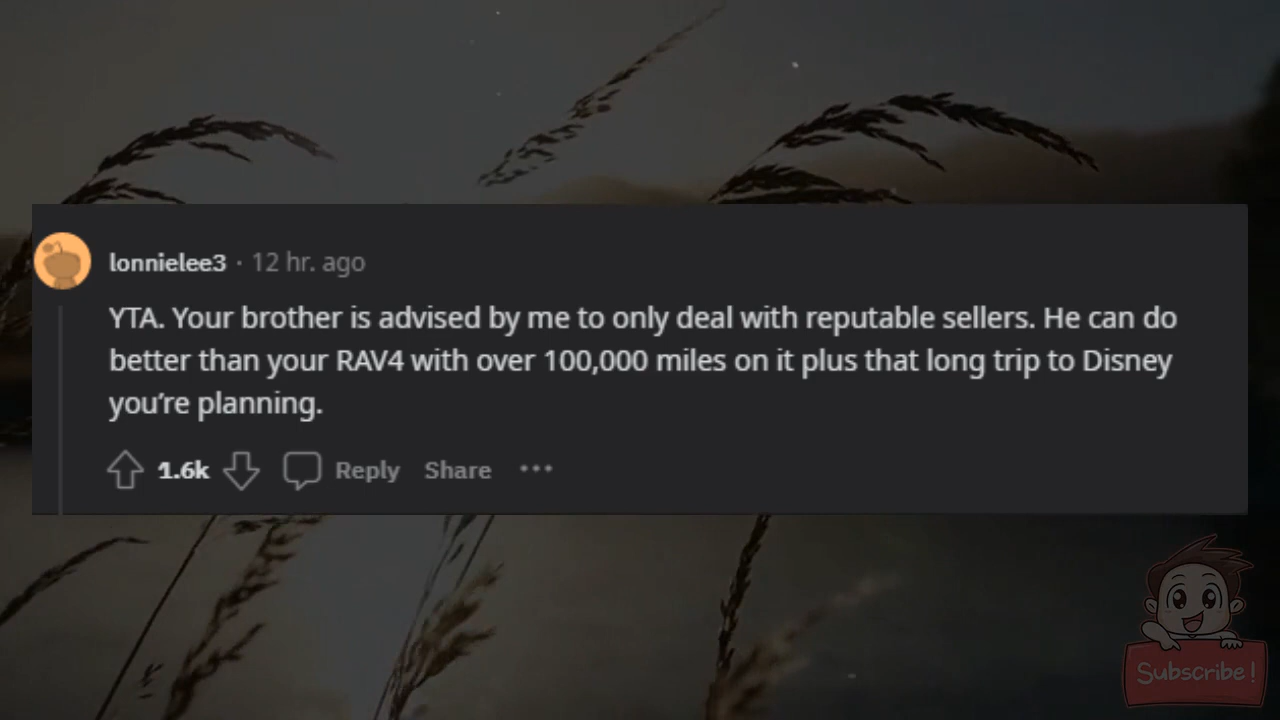 lonnielee3 · 12 hr. ago
YTA. Your brother is advised by me to only deal with reputable sellers. He can do
better than your RAV4 with over 100,000 miles on it plus that long trip to Disney
you’re planning.
1.6k Reply Share ···
Subscribe!